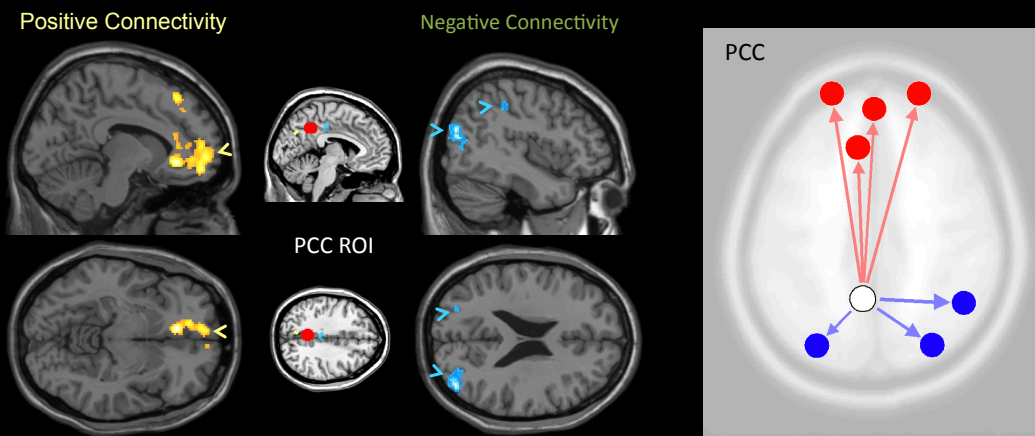 Positive Connectivity
Negative Connectivity
PCC
PCC ROI